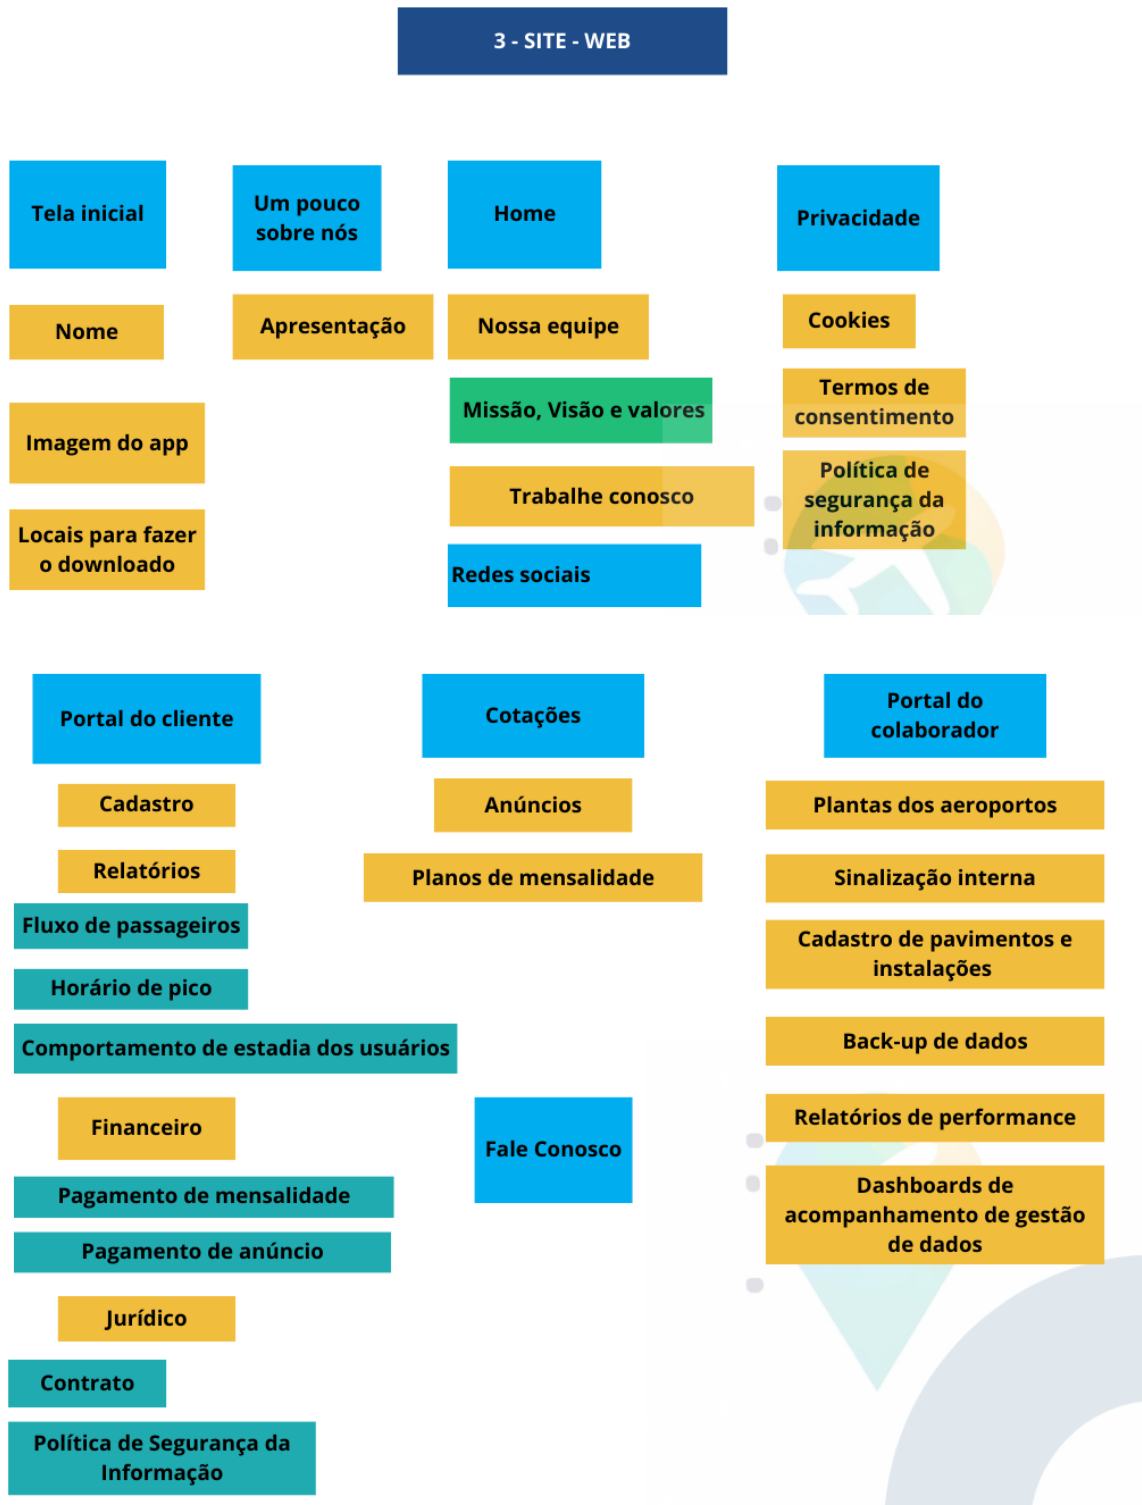 3 - SITE - WEB
Tela inicial
Nome
Imagem do app
Locais para fazer
o downloado
Um pouco
sobre nós
Apresentação
Home
Nossa equipe
Missão, Visão e valores
Trabalhe conosco
Redes sociais
Privacidade
Cookies
Termos de
consentimento
Política de
segurança da
informação
Portal do cliente
Cadastro
Relatórios
Fluxo de passageiros
Horário de pico
Comportamento de estadia dos usuários
Financeiro
Pagamento de mensalidade
Pagamento de anúncio
Jurídico
Contrato
Política de Segurança da
Informação
Cotações
Anúncios
Planos de mensalidade
Fale Conosco
Portal do
colaborador
Plantas dos aeroportos
Sinalização interna
Cadastro de pavimentos e
instalações
Back-up de dados
Relatórios de performance
Dashboards de
acompanhamento de gestão
de dados